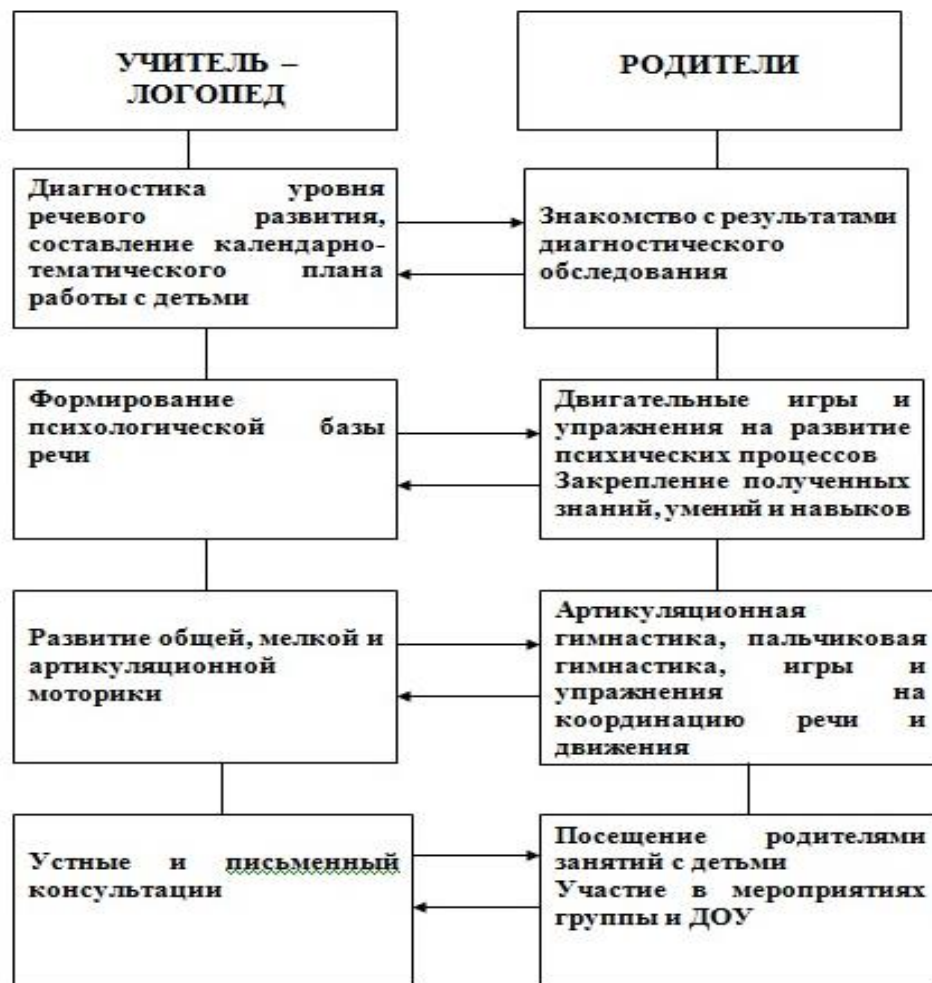 УЧИТЕЛЬ –
ЛОГОПЕД
РОДИТЕЛИ
Диагностика уровня
речевого развития,
составление календарно-
тематического плана
работы с детьми
Знакомство с результатами
диагностического
обследования
Формирование
психологической базы
речи
Двигательные игры и
упражнения на развитие
психических процессов
Закрепление полученных
знаний, умений и навыков
Развитие общей, мелкой и
артикуляционной
моторики
Артикуляционная
гимнастика, пальчиковая
гимнастика, игры и
упражнения на
координацию речи и
движения
Устные и письменный
консультации
Посещение родителями
занятий с детьми
Участие в мероприятиях
группы и ДОУ